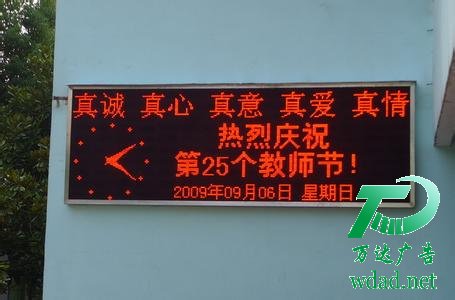 真诚 真心 真意 真爱 真情
热烈庆祝
第25个教师节!
2009年09月06日 星期日
万达广告
wdad.net